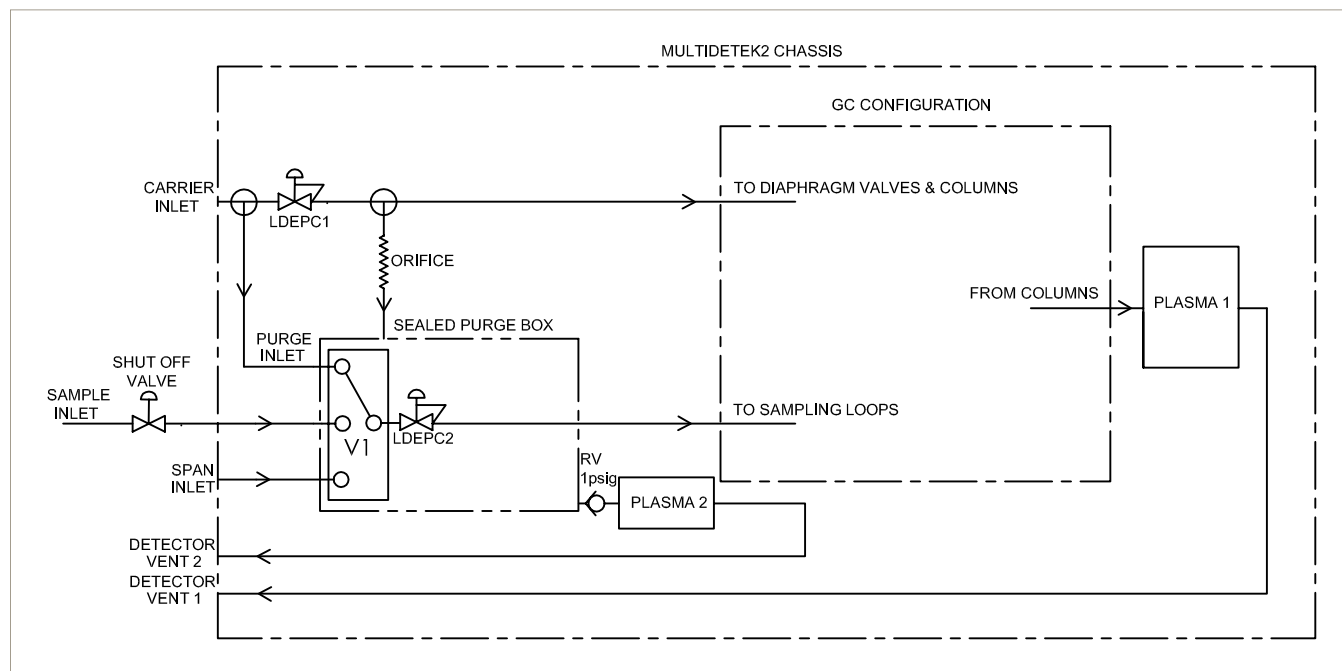 MULTIDETEK2 CHASSIS
GC CONFIGURATION
CARRIER
INLET
LDEPC1
TO DIAPHRAGM VALVES & COLUMNS
ORIFICE
FROM COLUMNS
PLASMA 1
SEALED PURGE BOX
PURGE
INLET
SHUT OFF
VALVE
SAMPLE
INLET
V1
LDEPC2
TO SAMPLING LOOPS
SPAN
INLET
RV
1psig
PLASMA 2
DETECTOR
VENT 2
DETECTOR
VENT 1